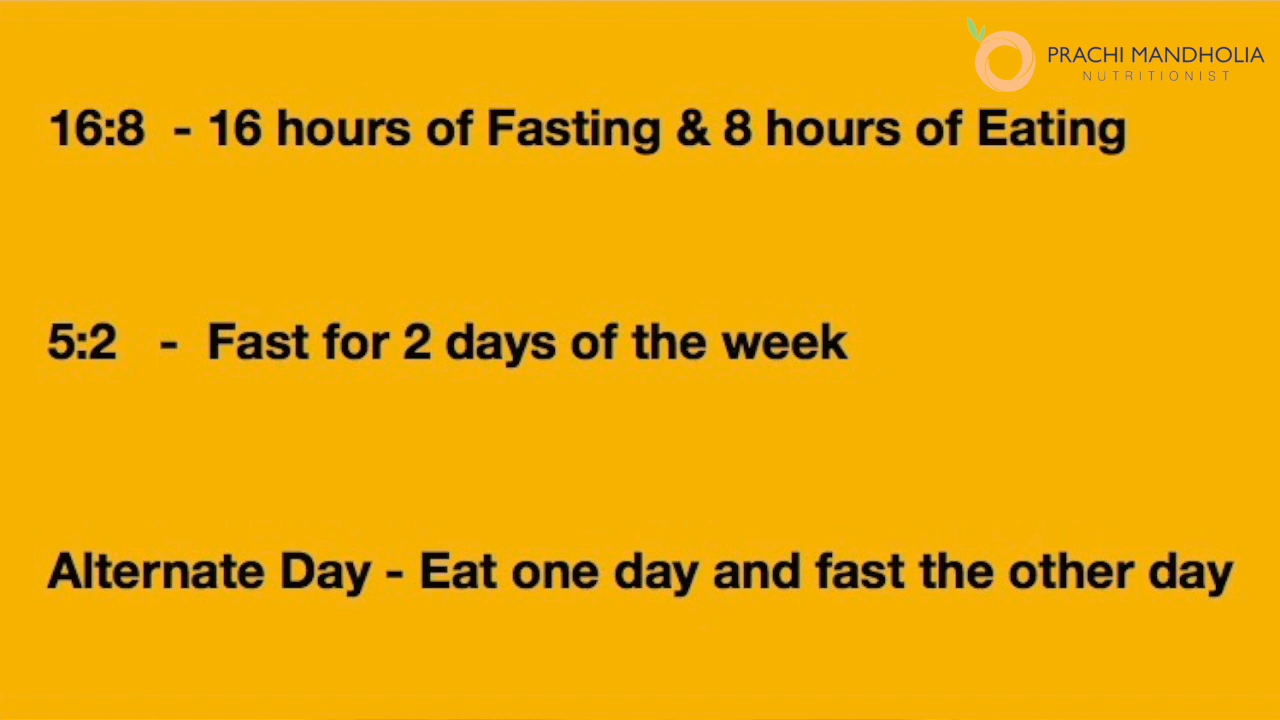 PRACHI MANDHOLIA
NUTRITIONIST
16:8 - 16 hours of Fasting & 8 hours of Eating
5:2 - Fast for 2 days of the week
Alternate Day - Eat one day and fast the other day